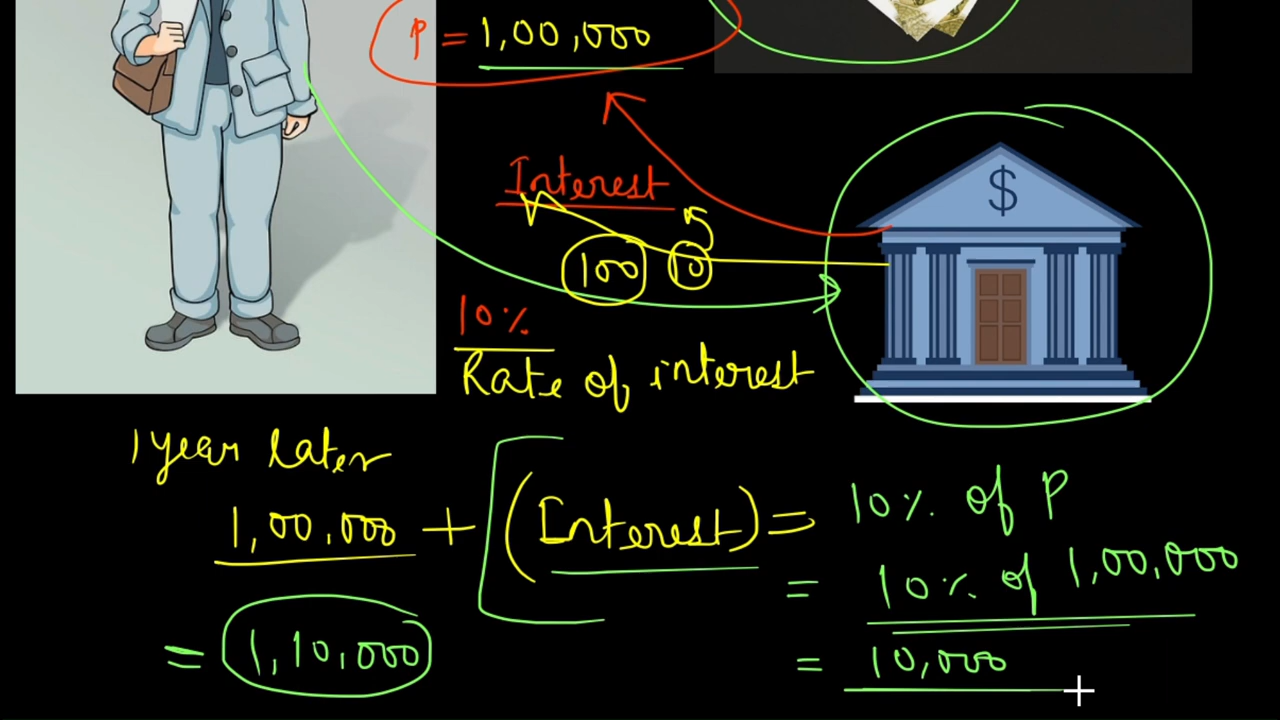 P = 1,00,000
$
Interest
100 10
10%
Rate of interest
1 year later
1,00,000 + (Interest) = 10% of P
= 10% of 1,00,000
= 1,10,000
= 10,000